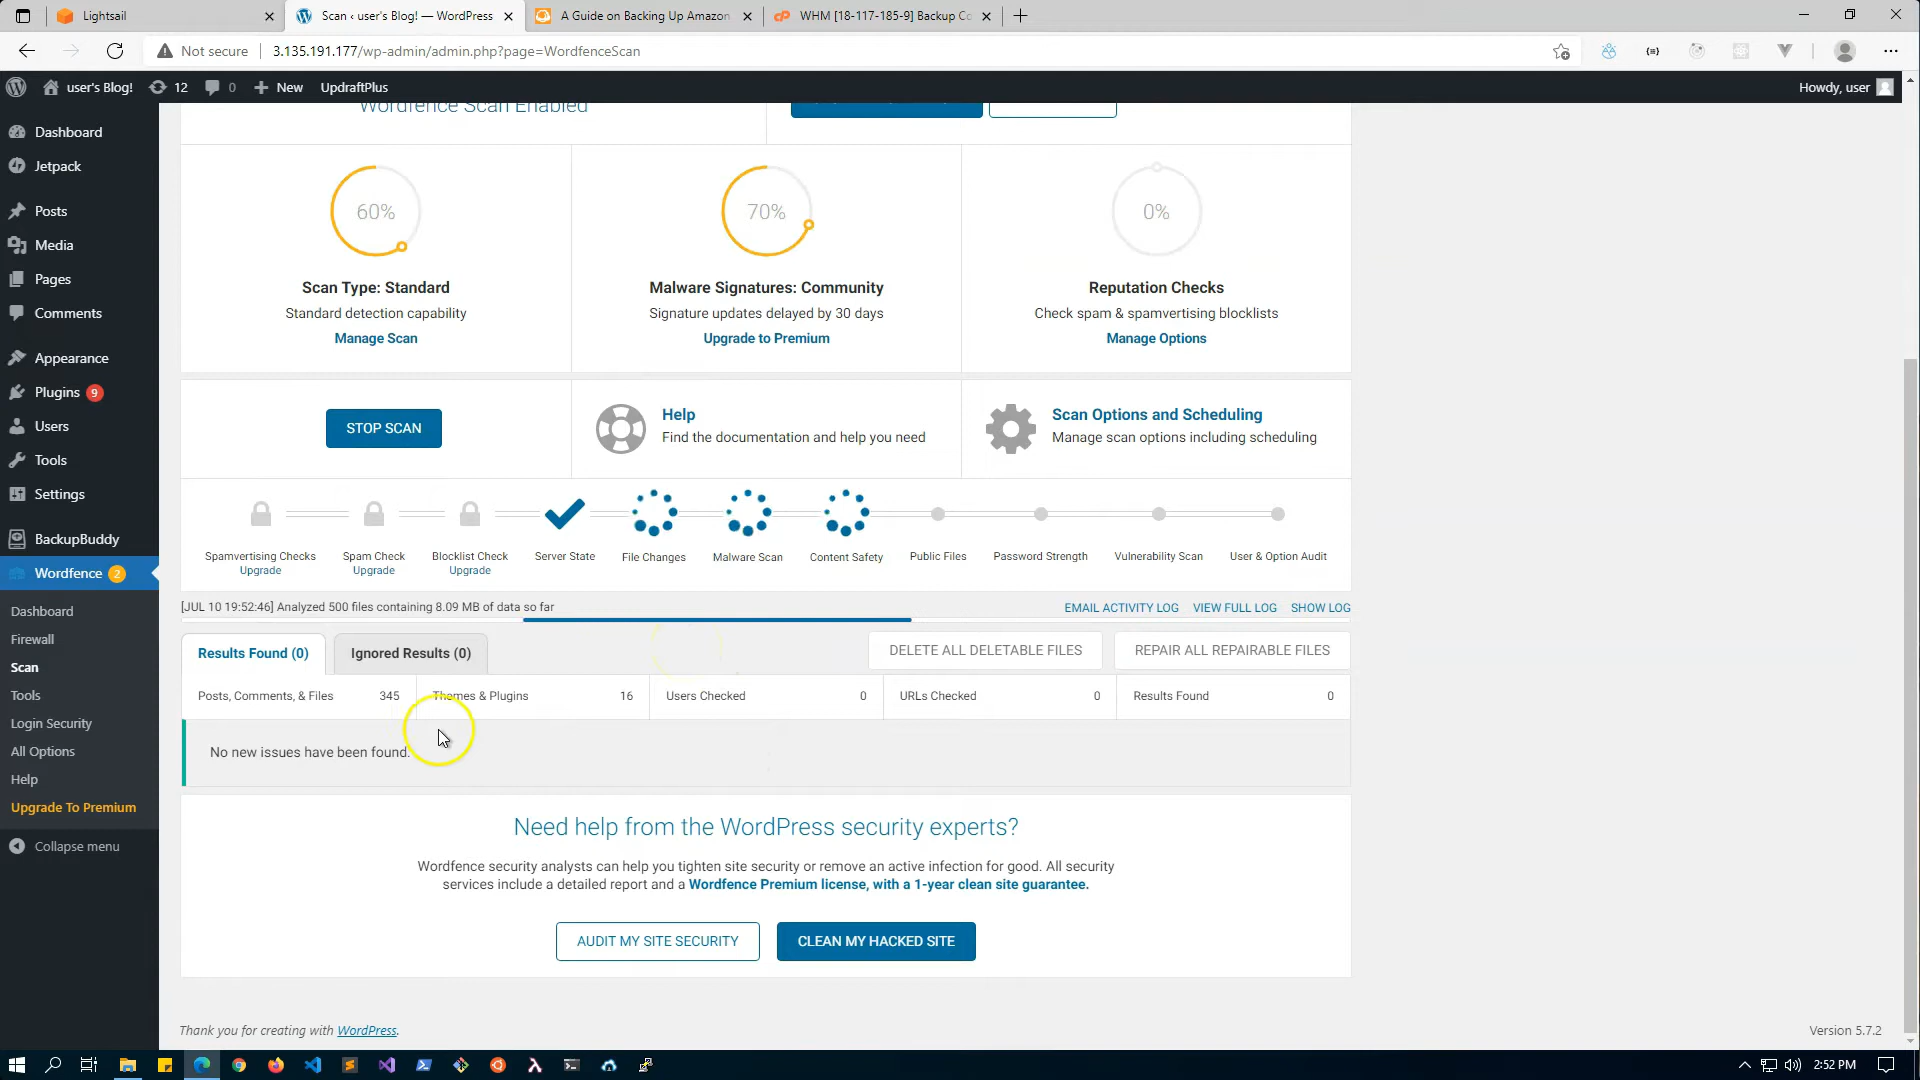 Lightsail
Scan ‹ user's Blog! — WordPress
A Guide on Backing Up Amazon
WHM [18-117-185-9] Backup Co
Not secure
3.135.191.177/wp-admin/admin.php?page=WordfenceScan
user's Blog!
12
0
New
UpdraftPlus
Howdy, user
Dashboard
Jetpack
Posts
Media
Pages
Comments
Appearance
Plugins 9
Users
Tools
Settings
BackupBuddy
Wordfence 2
Dashboard
Firewall
Scan
Tools
Login Security
All Options
Help
Upgrade To Premium
Collapse menu
Wordfence Scan Enabled
60%
Scan Type: Standard
Standard detection capability
Manage Scan
70%
Malware Signatures: Community
Signature updates delayed by 30 days
Upgrade to Premium
0%
Reputation Checks
Check spam & spamvertising blocklists
Manage Options
STOP SCAN
Help
Find the documentation and help you need
Scan Options and Scheduling
Manage scan options including scheduling
Spamvertising Checks
Upgrade
Spam Check
Upgrade
Blocklist Check
Upgrade
Server State
File Changes
Malware Scan
Content Safety
Public Files
Password Strength
Vulnerability Scan
User & Option Audit
[JUL 10 19:52:46] Analyzed 500 files containing 8.09 MB of data so far
EMAIL ACTIVITY LOG
VIEW FULL LOG
SHOW LOG
Results Found (0)
Ignored Results (0)
DELETE ALL DELETABLE FILES
REPAIR ALL REPAIRABLE FILES
Posts, Comments, & Files 345
Themes & Plugins 16
Users Checked 0
URLs Checked 0
Results Found 0
No new issues have been found.
Need help from the WordPress security experts?
Wordfence security analysts can help you tighten site security or remove an active infection for good. All security
services include a detailed report and a Wordfence Premium license, with a 1-year clean site guarantee.
AUDIT MY SITE SECURITY
CLEAN MY HACKED SITE
Thank you for creating with WordPress.
Version 5.7.2
2:52 PM